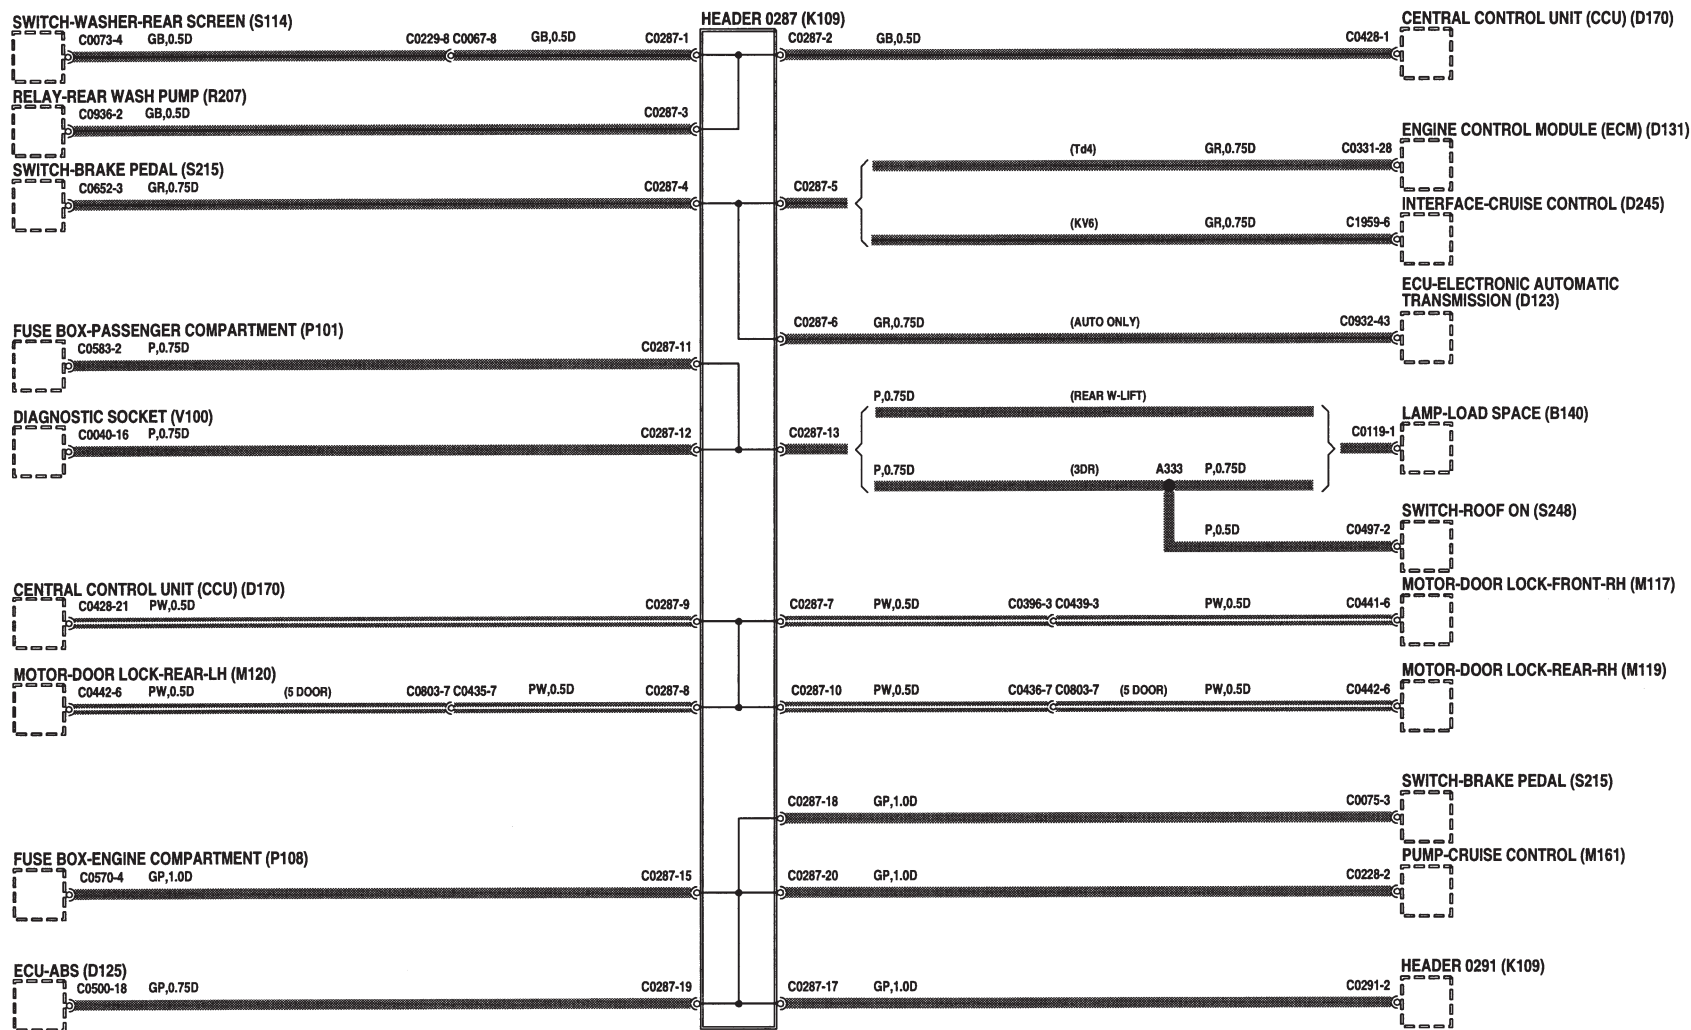 SWITCH-WASHER-REAR SCREEN (S114)
C0073-4 GB,0.5D C0229-8 C0067-8 GB,0.5D C0287-1
RELAY-REAR WASH PUMP (R207)
C0936-2 GB,0.5D C0287-3
SWITCH-BRAKE PEDAL (S215)
C0652-3 GR,0.75D C0287-4
FUSE BOX-PASSENGER COMPARTMENT (P101)
C0583-2 P,0.75D C0287-11
DIAGNOSTIC SOCKET (V100)
C0040-16 P,0.75D C0287-12
CENTRAL CONTROL UNIT (CCU) (D170)
C0428-21 PW,0.5D C0287-9
MOTOR-DOOR LOCK-REAR-LH (M120)
C0442-6 PW,0.5D (5 DOOR) C0803-7 C0435-7 PW,0.5D C0287-8
FUSE BOX-ENGINE COMPARTMENT (P108)
C0570-4 GP,1.0D C0287-15
ECU-ABS (D125)
C0500-18 GP,0.75D C0287-19
HEADER 0287 (K109)
CENTRAL CONTROL UNIT (CCU) (D170)
C0287-2 GB,0.5D C0428-1
ENGINE CONTROL MODULE (ECM) (D131)
(Td4) GR,0.75D C0331-28
C0287-5
INTERFACE-CRUISE CONTROL (D245)
(KV6) GR,0.75D C1959-6
ECU-ELECTRONIC AUTOMATIC
TRANSMISSION (D123)
C0287-6 GR,0.75D (AUTO ONLY) C0932-43
P,0.75D (REAR W-LIFT)
LAMP-LOAD SPACE (B140)
C0287-13 C0119-1
P,0.75D (3DR) A333 P,0.75D
SWITCH-ROOF ON (S248)
P,0.5D C0497-2
MOTOR-DOOR LOCK-FRONT-RH (M117)
C0287-7 PW,0.5D C0396-3 C0439-3 PW,0.5D C0441-6
MOTOR-DOOR LOCK-REAR-RH (M119)
C0287-10 PW,0.5D C0436-7 C0803-7 (5 DOOR) PW,0.5D C0442-6
SWITCH-BRAKE PEDAL (S215)
C0287-18 GP,1.0D C0075-3
PUMP-CRUISE CONTROL (M161)
C0287-20 GP,1.0D C0228-2
HEADER 0291 (K109)
C0287-17 GP,1.0D C0291-2